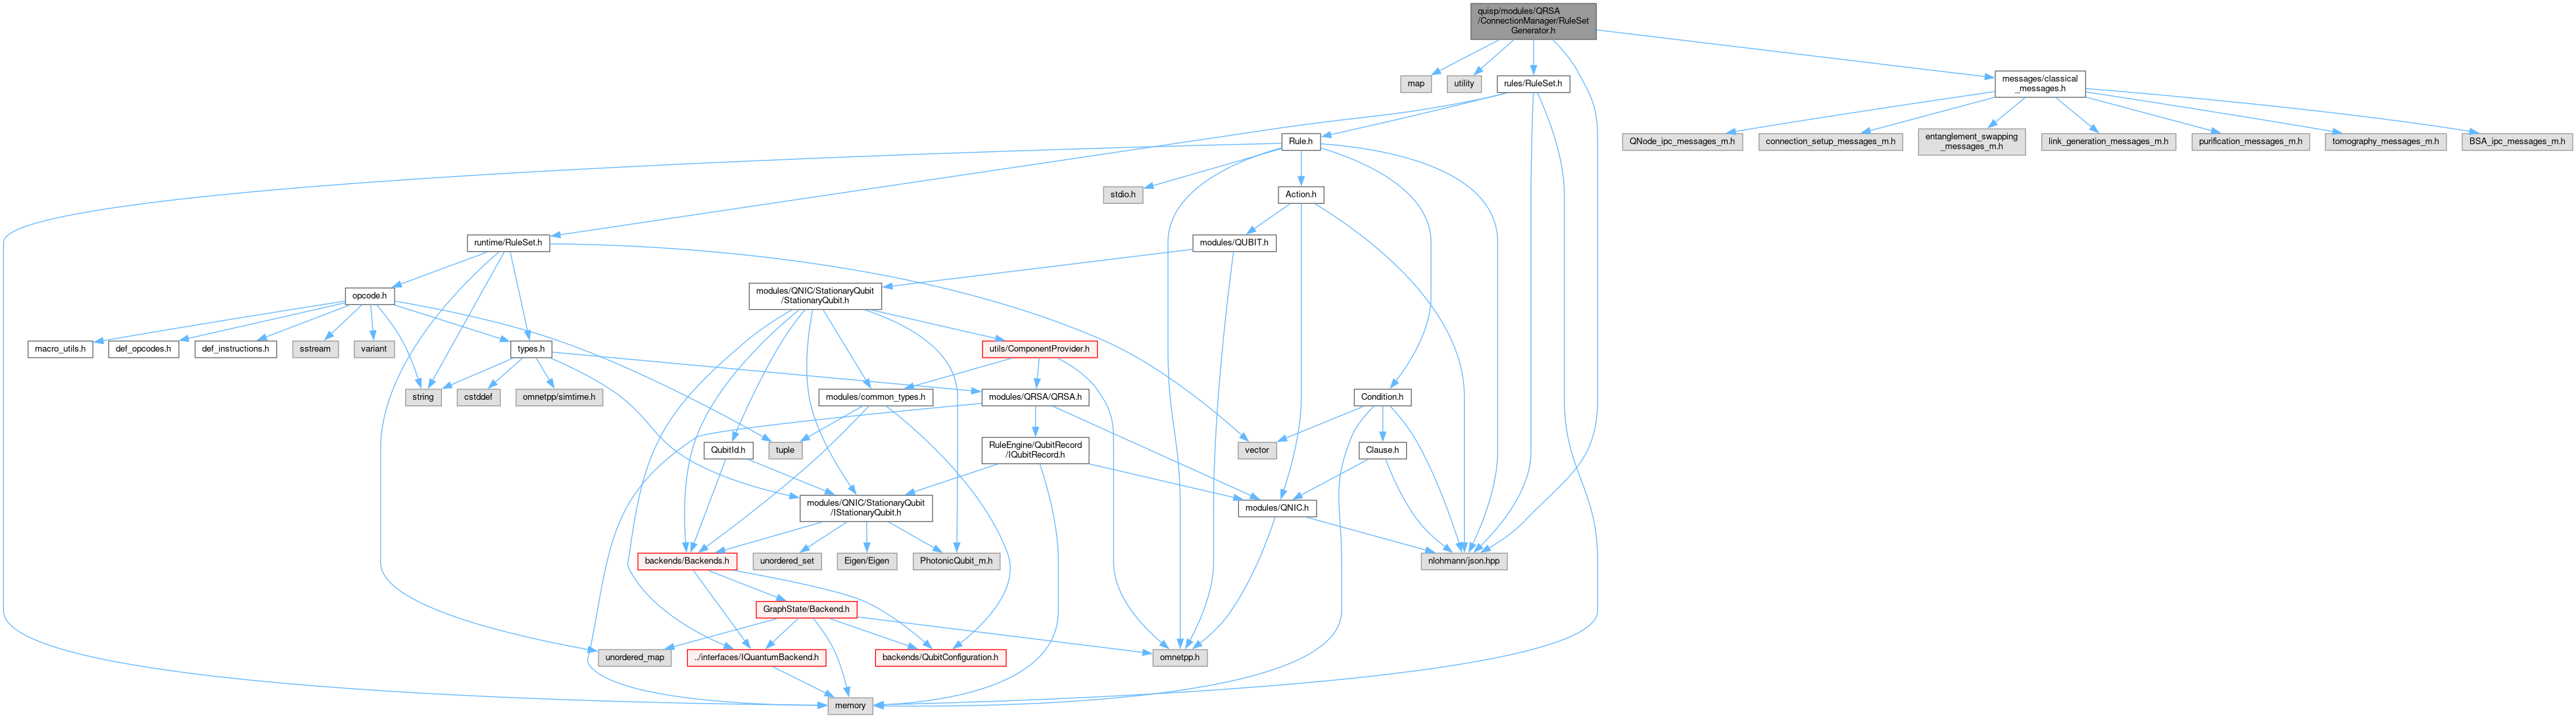 quisp/modules/QRSA
/ConnectionManager/RuleSet
Generator.h
map
utility
rules/RuleSet.h
messages/classical
_messages.h
QNode_ipc_messages_m.h
connection_setup_messages_m.h
entanglement_swapping
_messages_m.h
link_generation_messages_m.h
purification_messages_m.h
tomography_messages_m.h
BSA_ipc_messages_m.h
Rule.h
stdio.h
Action.h
runtime/RuleSet.h
modules/QUBIT.h
opcode.h
modules/QNIC/StationaryQubit
/StationaryQubit.h
macro_utils.h
def_opcodes.h
def_instructions.h
sstream
variant
types.h
utils/ComponentProvider.h
string
cstddef
omnetpp/simtime.h
modules/common_types.h
modules/QRSA/QRSA.h
Condition.h
QubitId.h
tuple
RuleEngine/QubitRecord
/IQubitRecord.h
vector
Clause.h
modules/QNIC/StationaryQubit
/IStationaryQubit.h
modules/QNIC.h
backends/Backends.h
unordered_set
Eigen/Eigen
PhotonicQubit_m.h
nlohmann/json.hpp
GraphState/Backend.h
unordered_map
../interfaces/IQuantumBackend.h
backends/QubitConfiguration.h
omnetpp.h
memory